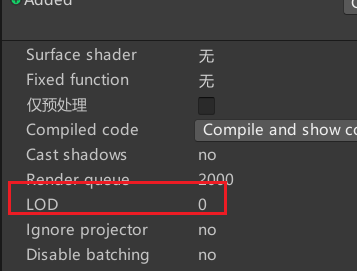 Added
Surface shader 无
Fixed function 无
仅预处理
Compiled code Compile and show co
Cast shadows no
Render queue 2000
LOD 0
Ignore projector no
Disable batching no